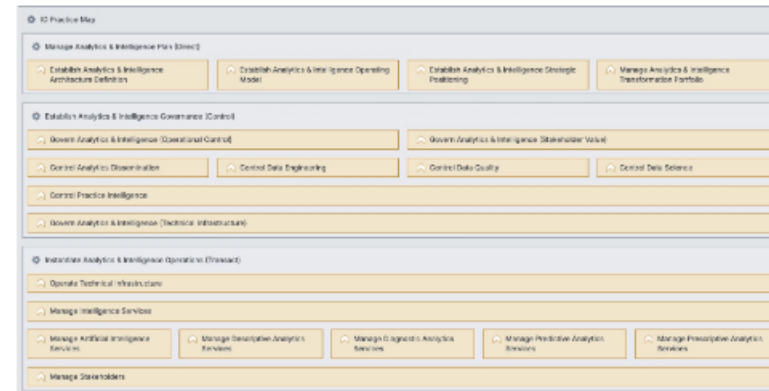 IQ Practice Map
Manage Analytics & Intelligence Plan (Direct)
Establish Analytics & Intelligence
Architecture Definition
Establish Analytics & Intelligence Operating
Model
Establish Analytics & Intelligence Strategic
Positioning
Manage Analytics & Intelligence
Transformation Portfolio
Establish Analytics & Intelligence Governance (Control)
Govern Analytics & Intelligence (Operational Control)
Govern Analytics & Intelligence (Stakeholder Value)
Control Analytics Dissemination
Control Data Engineering
Control Data Quality
Control Data Science
Control Practice Intelligence
Govern Analytics & Intelligence (Technical Infrastructure)
Instantiate Analytics & Intelligence Operations (Transact)
Operate Technical Infrastructure
Manage Intelligence Services
Manage Artificial Intelligence
Services
Manage Descriptive Analytics
Services
Manage Diagnostic Analytics
Services
Manage Predictive Analytics
Services
Manage Prescriptive Analytics
Services
Manage Stakeholders